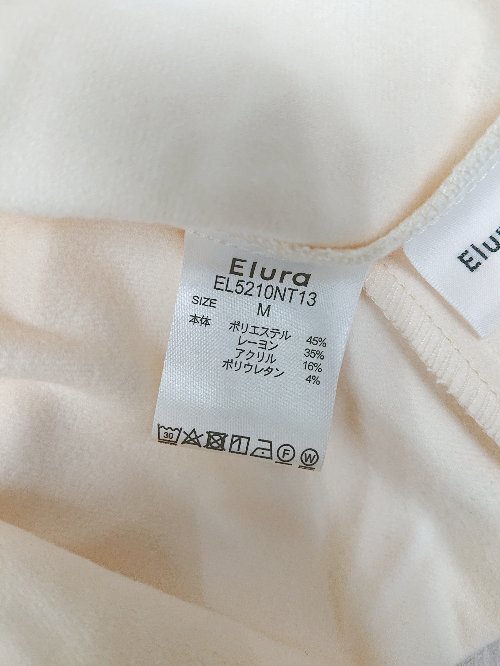 Elura
EL5210NT13
SIZE M
本体 ポリエステル 45%
レーヨン 35%
アクリル 16%
ポリウレタン 4%
30 F W
Elu